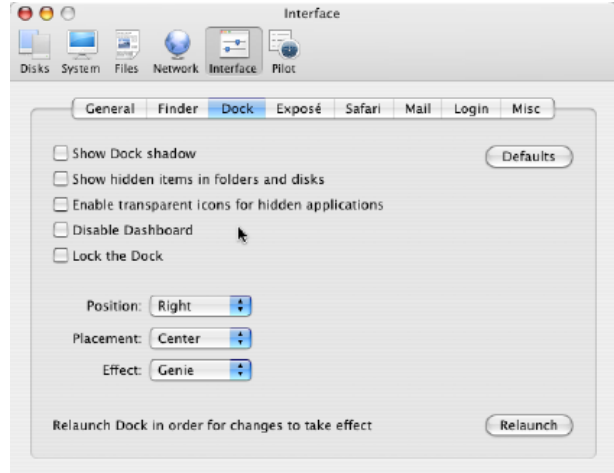 Interface
Disks System Files Network Interface Pilot
General Finder Dock Exposé Safari Mail Login Misc
Show Dock shadow
Defaults
Show hidden items in folders and disks
Enable transparent icons for hidden applications
Disable Dashboard
Lock the Dock
Position: Right
Placement: Center
Effect: Genie
Relaunch Dock in order for changes to take effect
Relaunch